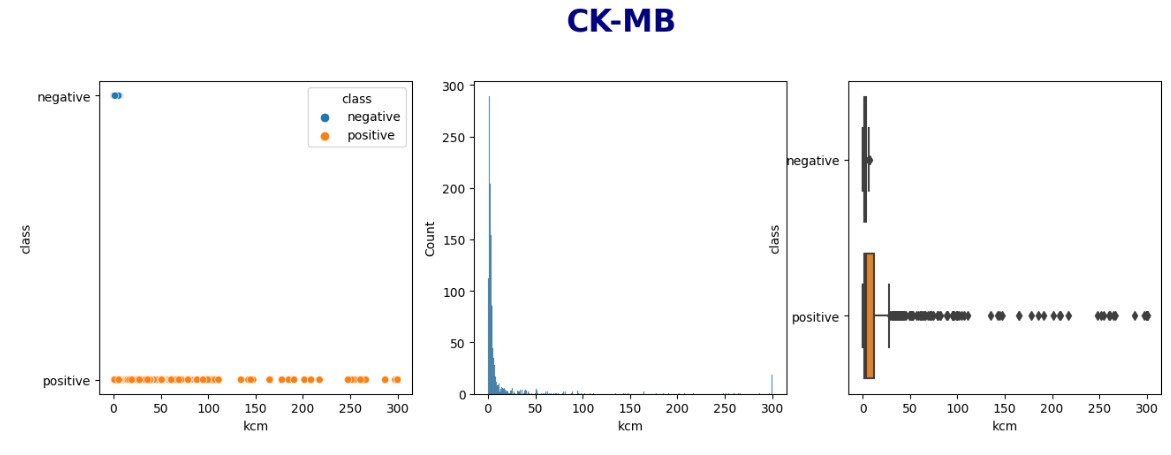 CK-MB
negative
positive
class
0 50 100 150 200 250 300
kcm
class
negative
positive
300
250
200
150
100
50
0
Count
0 50 100 150 200 250 300
kcm
negative
positive
class
0 50 100 150 200 250 300
kcm